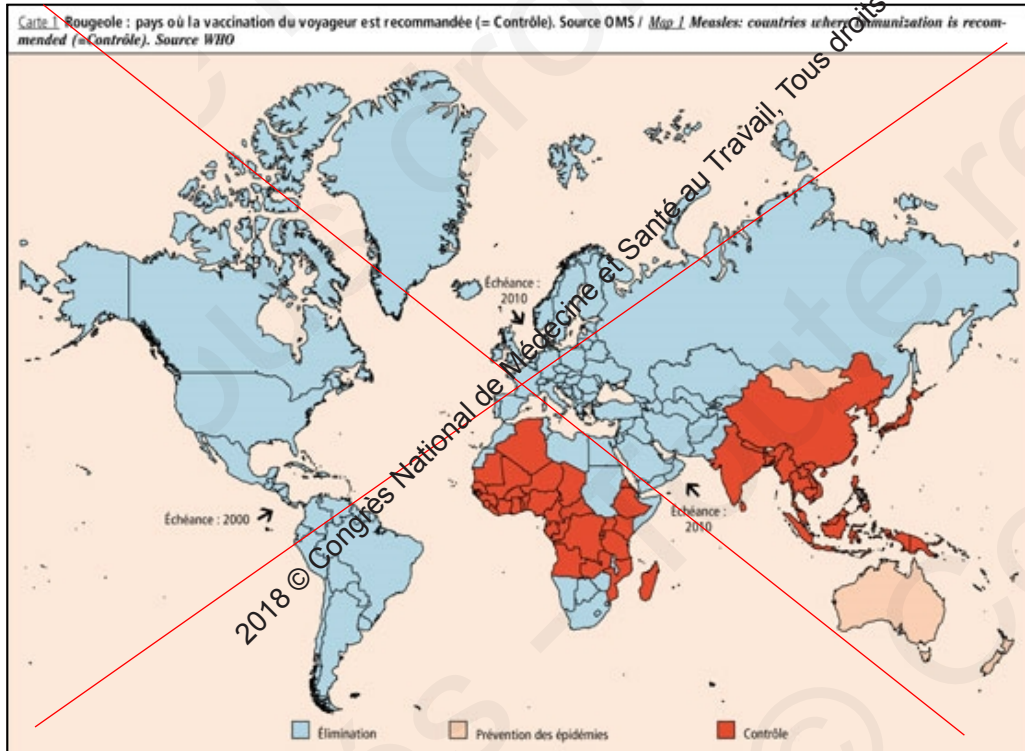 Carte 1 Rougeole : pays où la vaccination du voyageur est recommandée (= Contrôle). Source OMS / Map 1 Measles: countries where immunization is recom-
mended (=Contrôle). Source WHO
Échéance :
2010
Échéance : 2000
Échéance :
2010
2018 © Congrès National de Médecine et Santé au Travail, Tous droits
Élimination
Prévention des épidémies
Contrôle